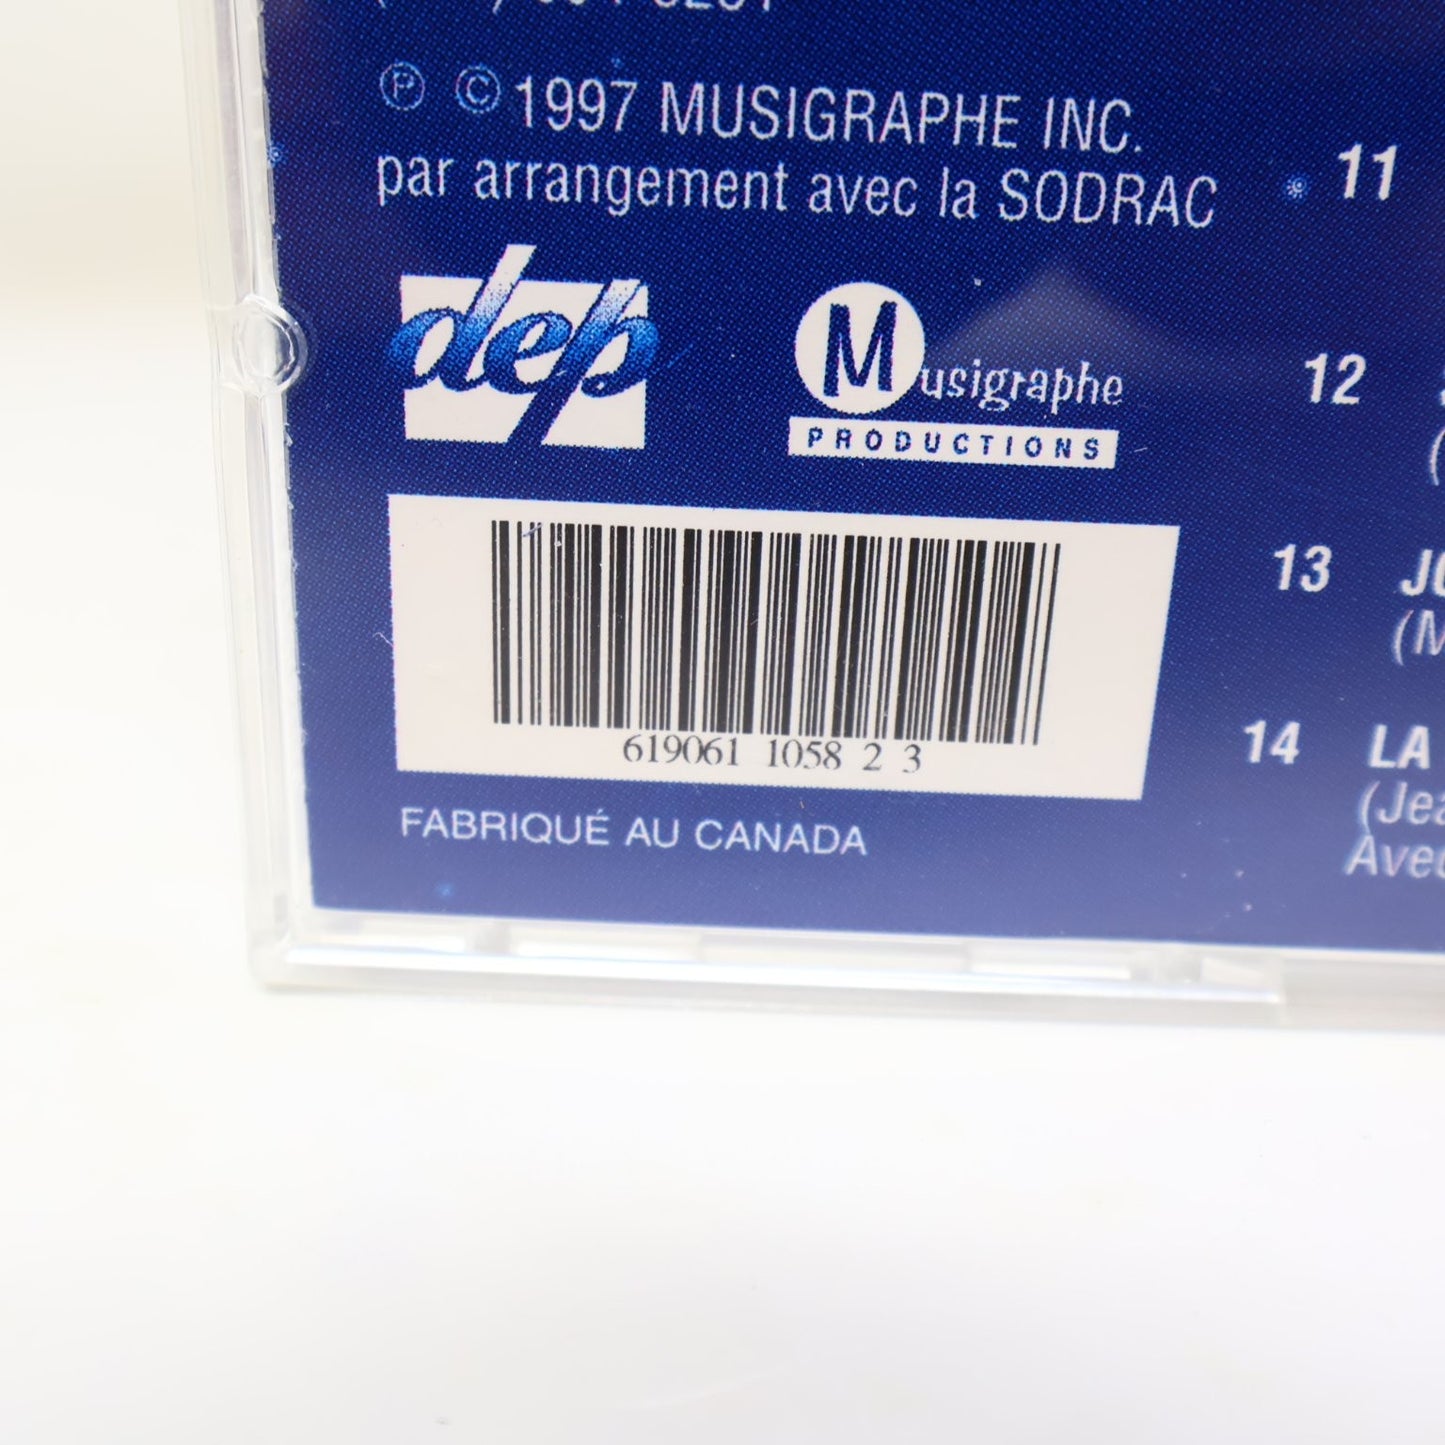 ℗ © 1997 MUSIGRAPHE INC.
par arrangement avec la SODRAC
dep
Musigraphe
PRODUCTIONS
619061 1058 2 3
FABRIQUÉ AU CANADA
11
12
(
13
14 LA